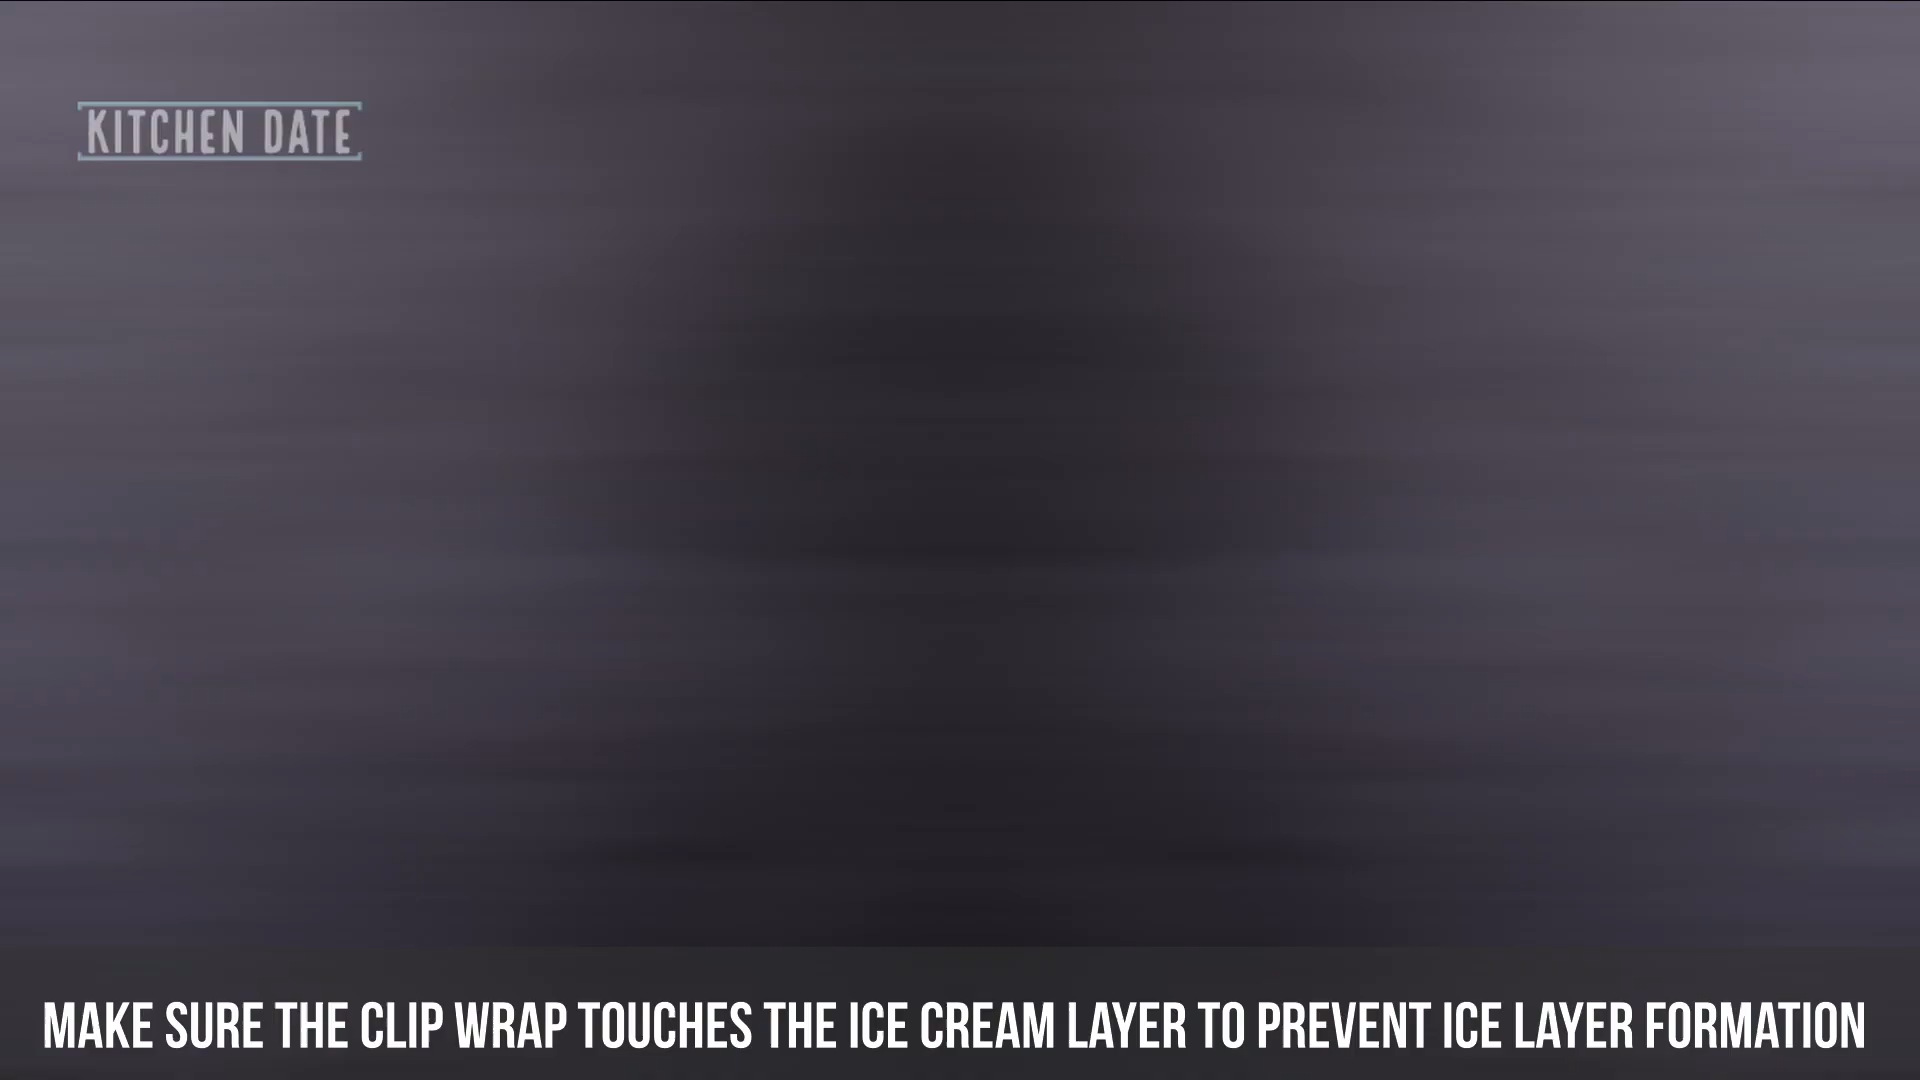 KITCHEN DATE
MAKE SURE THE CLIP WRAP TOUCHES THE ICE CREAM LAYER TO PREVENT ICE LAYER FORMATION